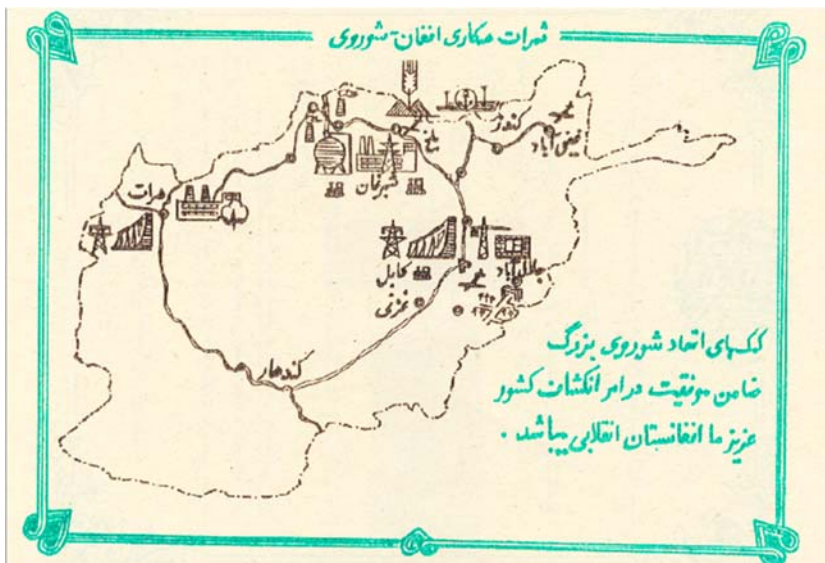 ثمرات همکاری افغان-شوروی
کندز
فیض آباد
بلخ
شبرغان
هرات
کابل
جلال آباد
غزنی
کندهار
کمکهای اتحاد شوروی بزرگ
ضامن موفقیت در امر انکشاف کشور
عزیز ما افغانستان انقلابی میباشد .